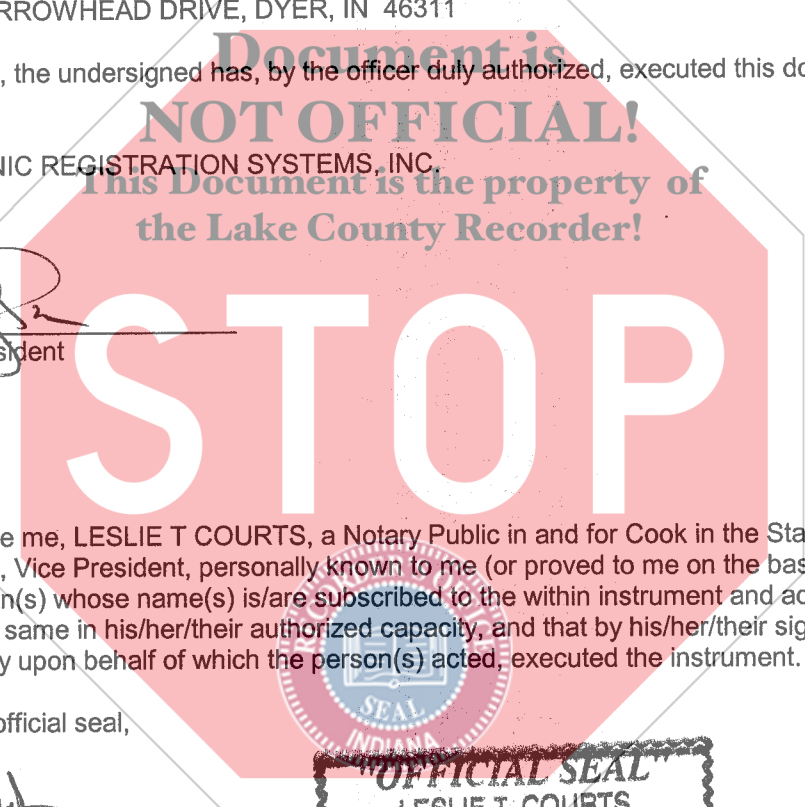 RROWHEAD DRIVE, DYER, IN 46311
Document is
, the undersigned has, by the officer duly authorized, executed this do
NOT OFFICIAL!
NIC REGISTRATION SYSTEMS, INC.
This Document is the property of
the Lake County Recorder!
STOP
sident
e me, LESLIE T COURTS, a Notary Public in and for Cook in the Sta
, Vice President, personally known to me (or proved to me on the bas
n(s) whose name(s) is/are subscribed to the within instrument and ac
same in his/her/their authorized capacity, and that by his/her/their sig
y upon behalf of which the person(s) acted, executed the instrument.
RECORDER'S OFFICE
SEAL
INDIANA
official seal,
"OFFICIAL SEAL"
LESLIE T. COURTS